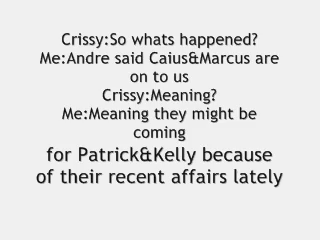 Crissy:So whats happened?
Me:Andre said Caius&Marcus are
on to us
Crissy:Meaning?
Me:Meaning they might be
coming
for Patrick&Kelly because
of their recent affairs lately